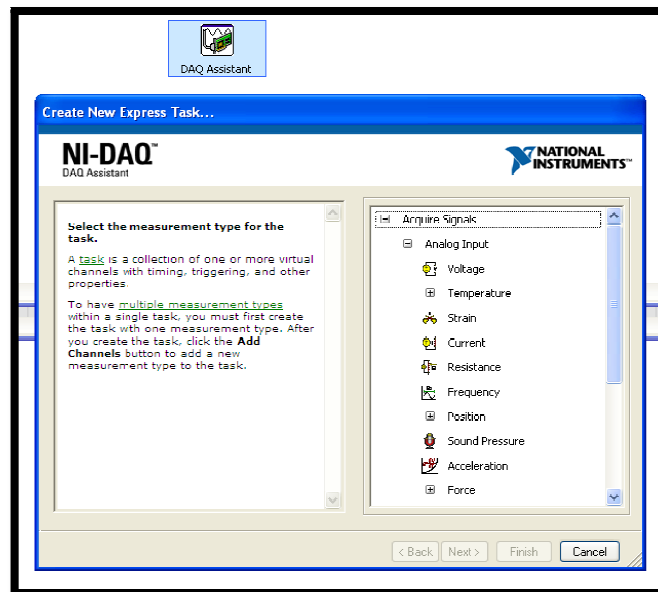 DAQ Assistant
Create New Express Task...
NI-DAQ™
DAQ Assistant
NATIONAL
INSTRUMENTS™
Select the measurement type for the
task.
A task is a collection of one or more virtual
channels with timing, triggering, and other
properties.
To have multiple measurement types
within a single task, you must first create
the task wth one measurement type. After
you create the task, click the Add
Channels button to add a new
measurement type to the task.
Acquire Signals
Analog Input
Voltage
Temperature
Strain
Current
Resistance
Frequency
Position
Sound Pressure
Acceleration
Force
< Back Next > Finish Cancel